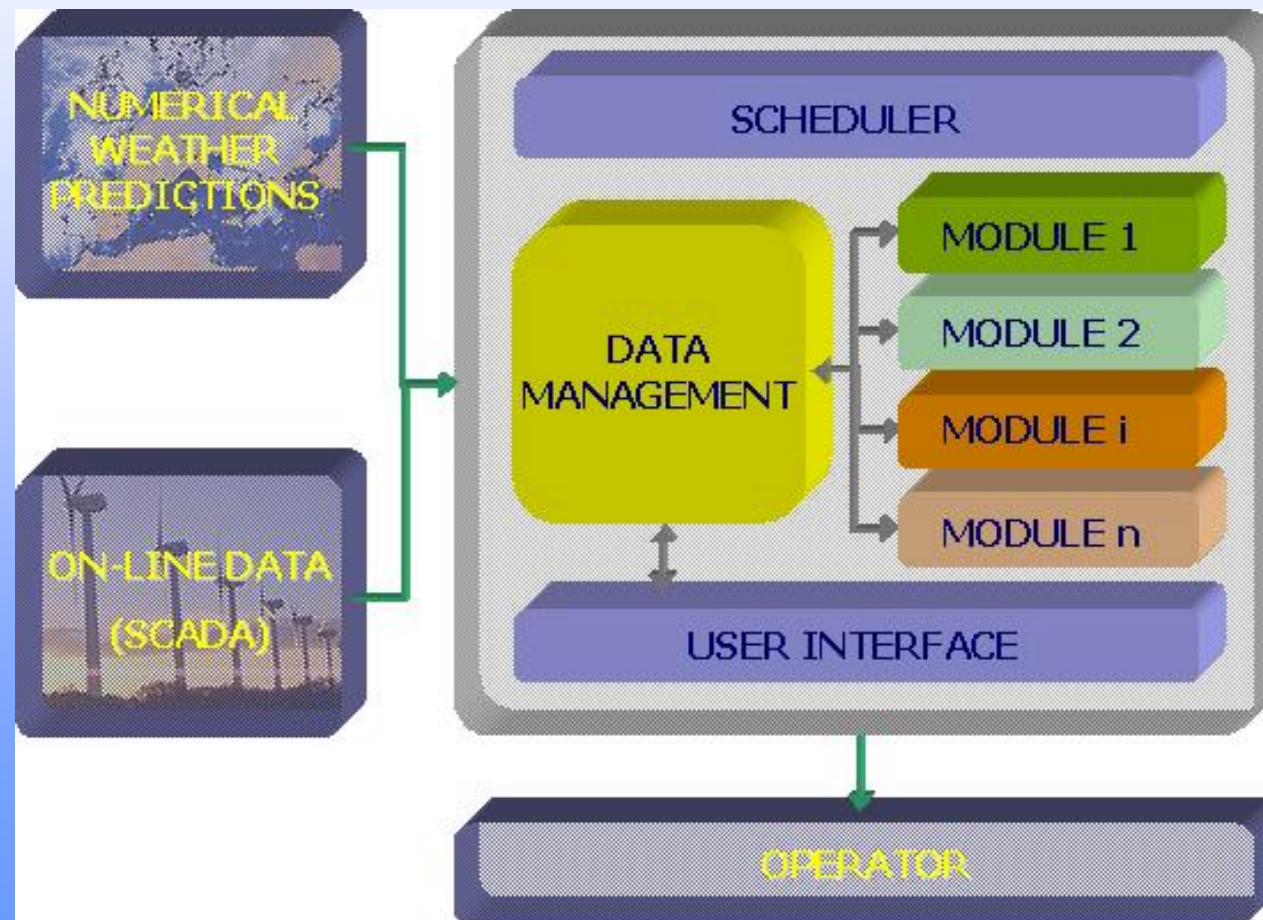 NUMERICAL
WEATHER
PREDICTIONS
ON-LINE DATA
(SCADA)
SCHEDULER
DATA
MANAGEMENT
MODULE 1
MODULE 2
MODULE i
MODULE n
USER INTERFACE
OPERATOR